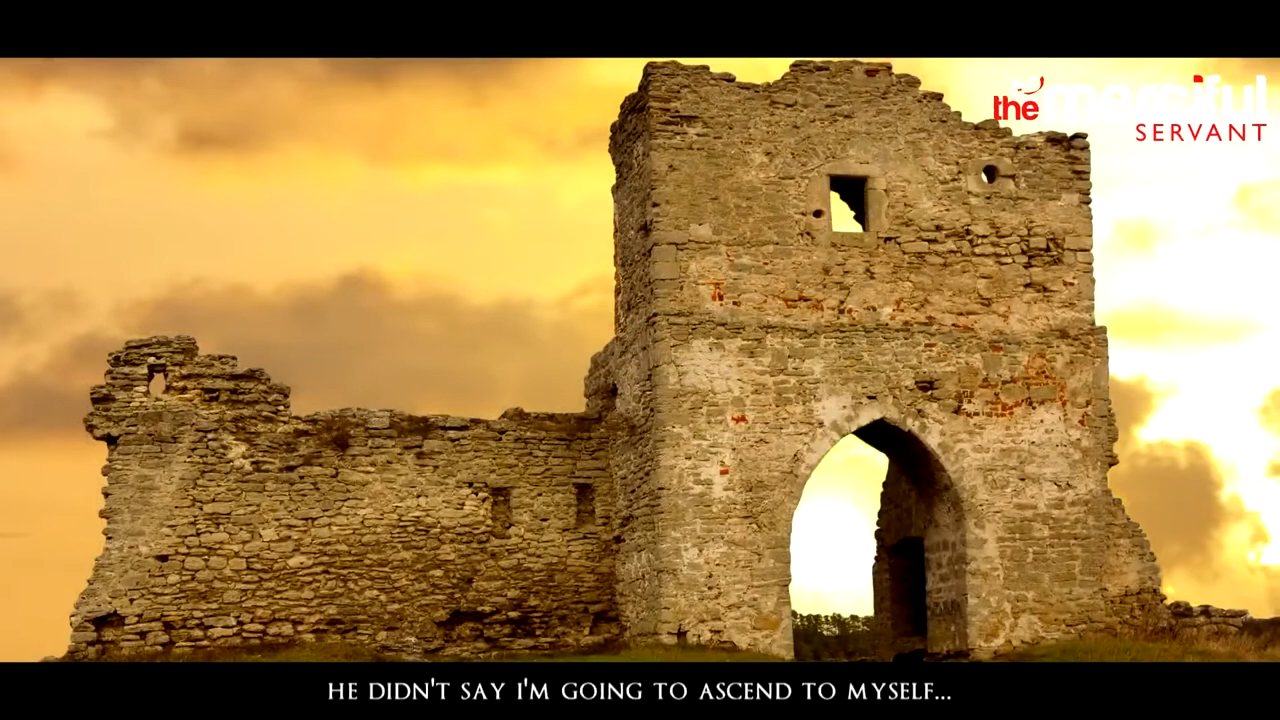 the merciful
SERVANT
HE DIDN'T SAY I'M GOING TO ASCEND TO MYSELF...